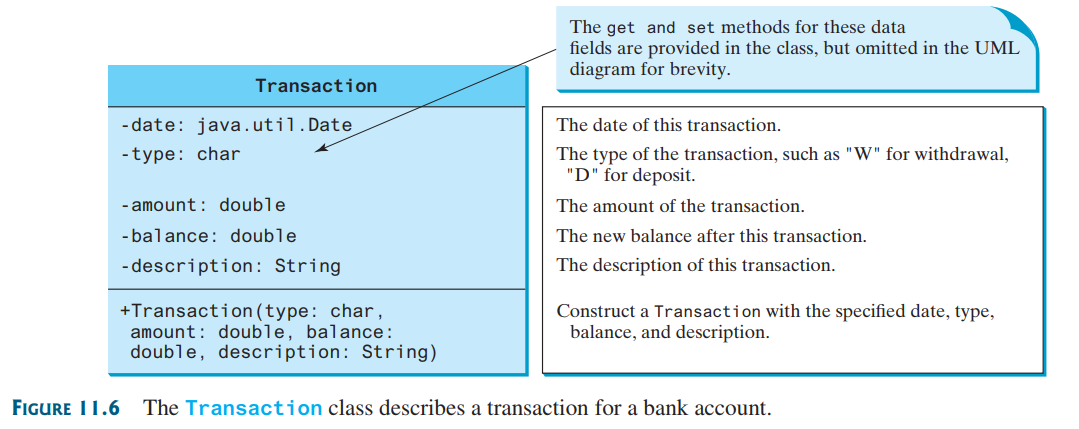 The get and set methods for these data
fields are provided in the class, but omitted in the UML
diagram for brevity.
Transaction
-date: java.util.Date
The date of this transaction.
-type: char
The type of the transaction, such as "W" for withdrawal,
"D" for deposit.
-amount: double
The amount of the transaction.
-balance: double
The new balance after this transaction.
-description: String
The description of this transaction.
+Transaction(type: char,
amount: double, balance:
double, description: String)
Construct a Transaction with the specified date, type,
balance, and description.
FIGURE 11.6 The Transaction class describes a transaction for a bank account.